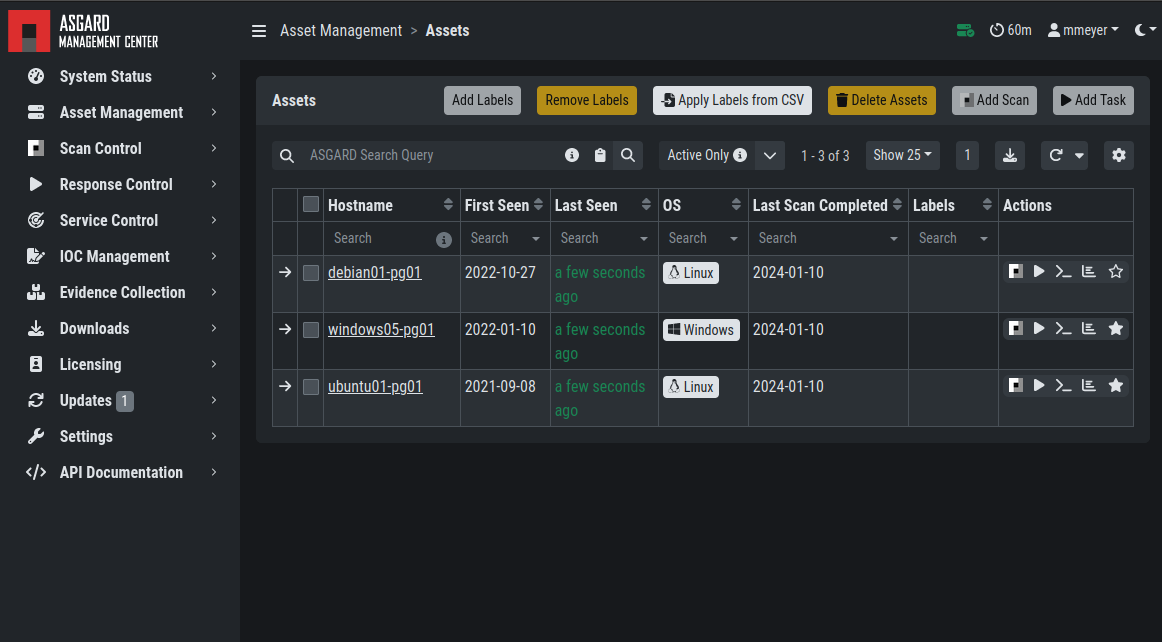 ASGARD
MANAGEMENT CENTER
Asset Management > Assets
60m
mmeyer
System Status
Asset Management
Scan Control
Response Control
Service Control
IOC Management
Evidence Collection
Downloads
Licensing
Updates 1
Settings
API Documentation
Assets
Add Labels
Remove Labels
Apply Labels from CSV
Delete Assets
Add Scan
Add Task
ASGARD Search Query
Active Only
1 - 3 of 3
Show 25
1
Hostname First Seen Last Seen OS Last Scan Completed Labels Actions
Search Search Search Search Search Search
debian01-pg01 2022-10-27 a few seconds ago Linux 2024-01-10
windows05-pg01 2022-01-10 a few seconds ago Windows 2024-01-10
ubuntu01-pg01 2021-09-08 a few seconds ago Linux 2024-01-10